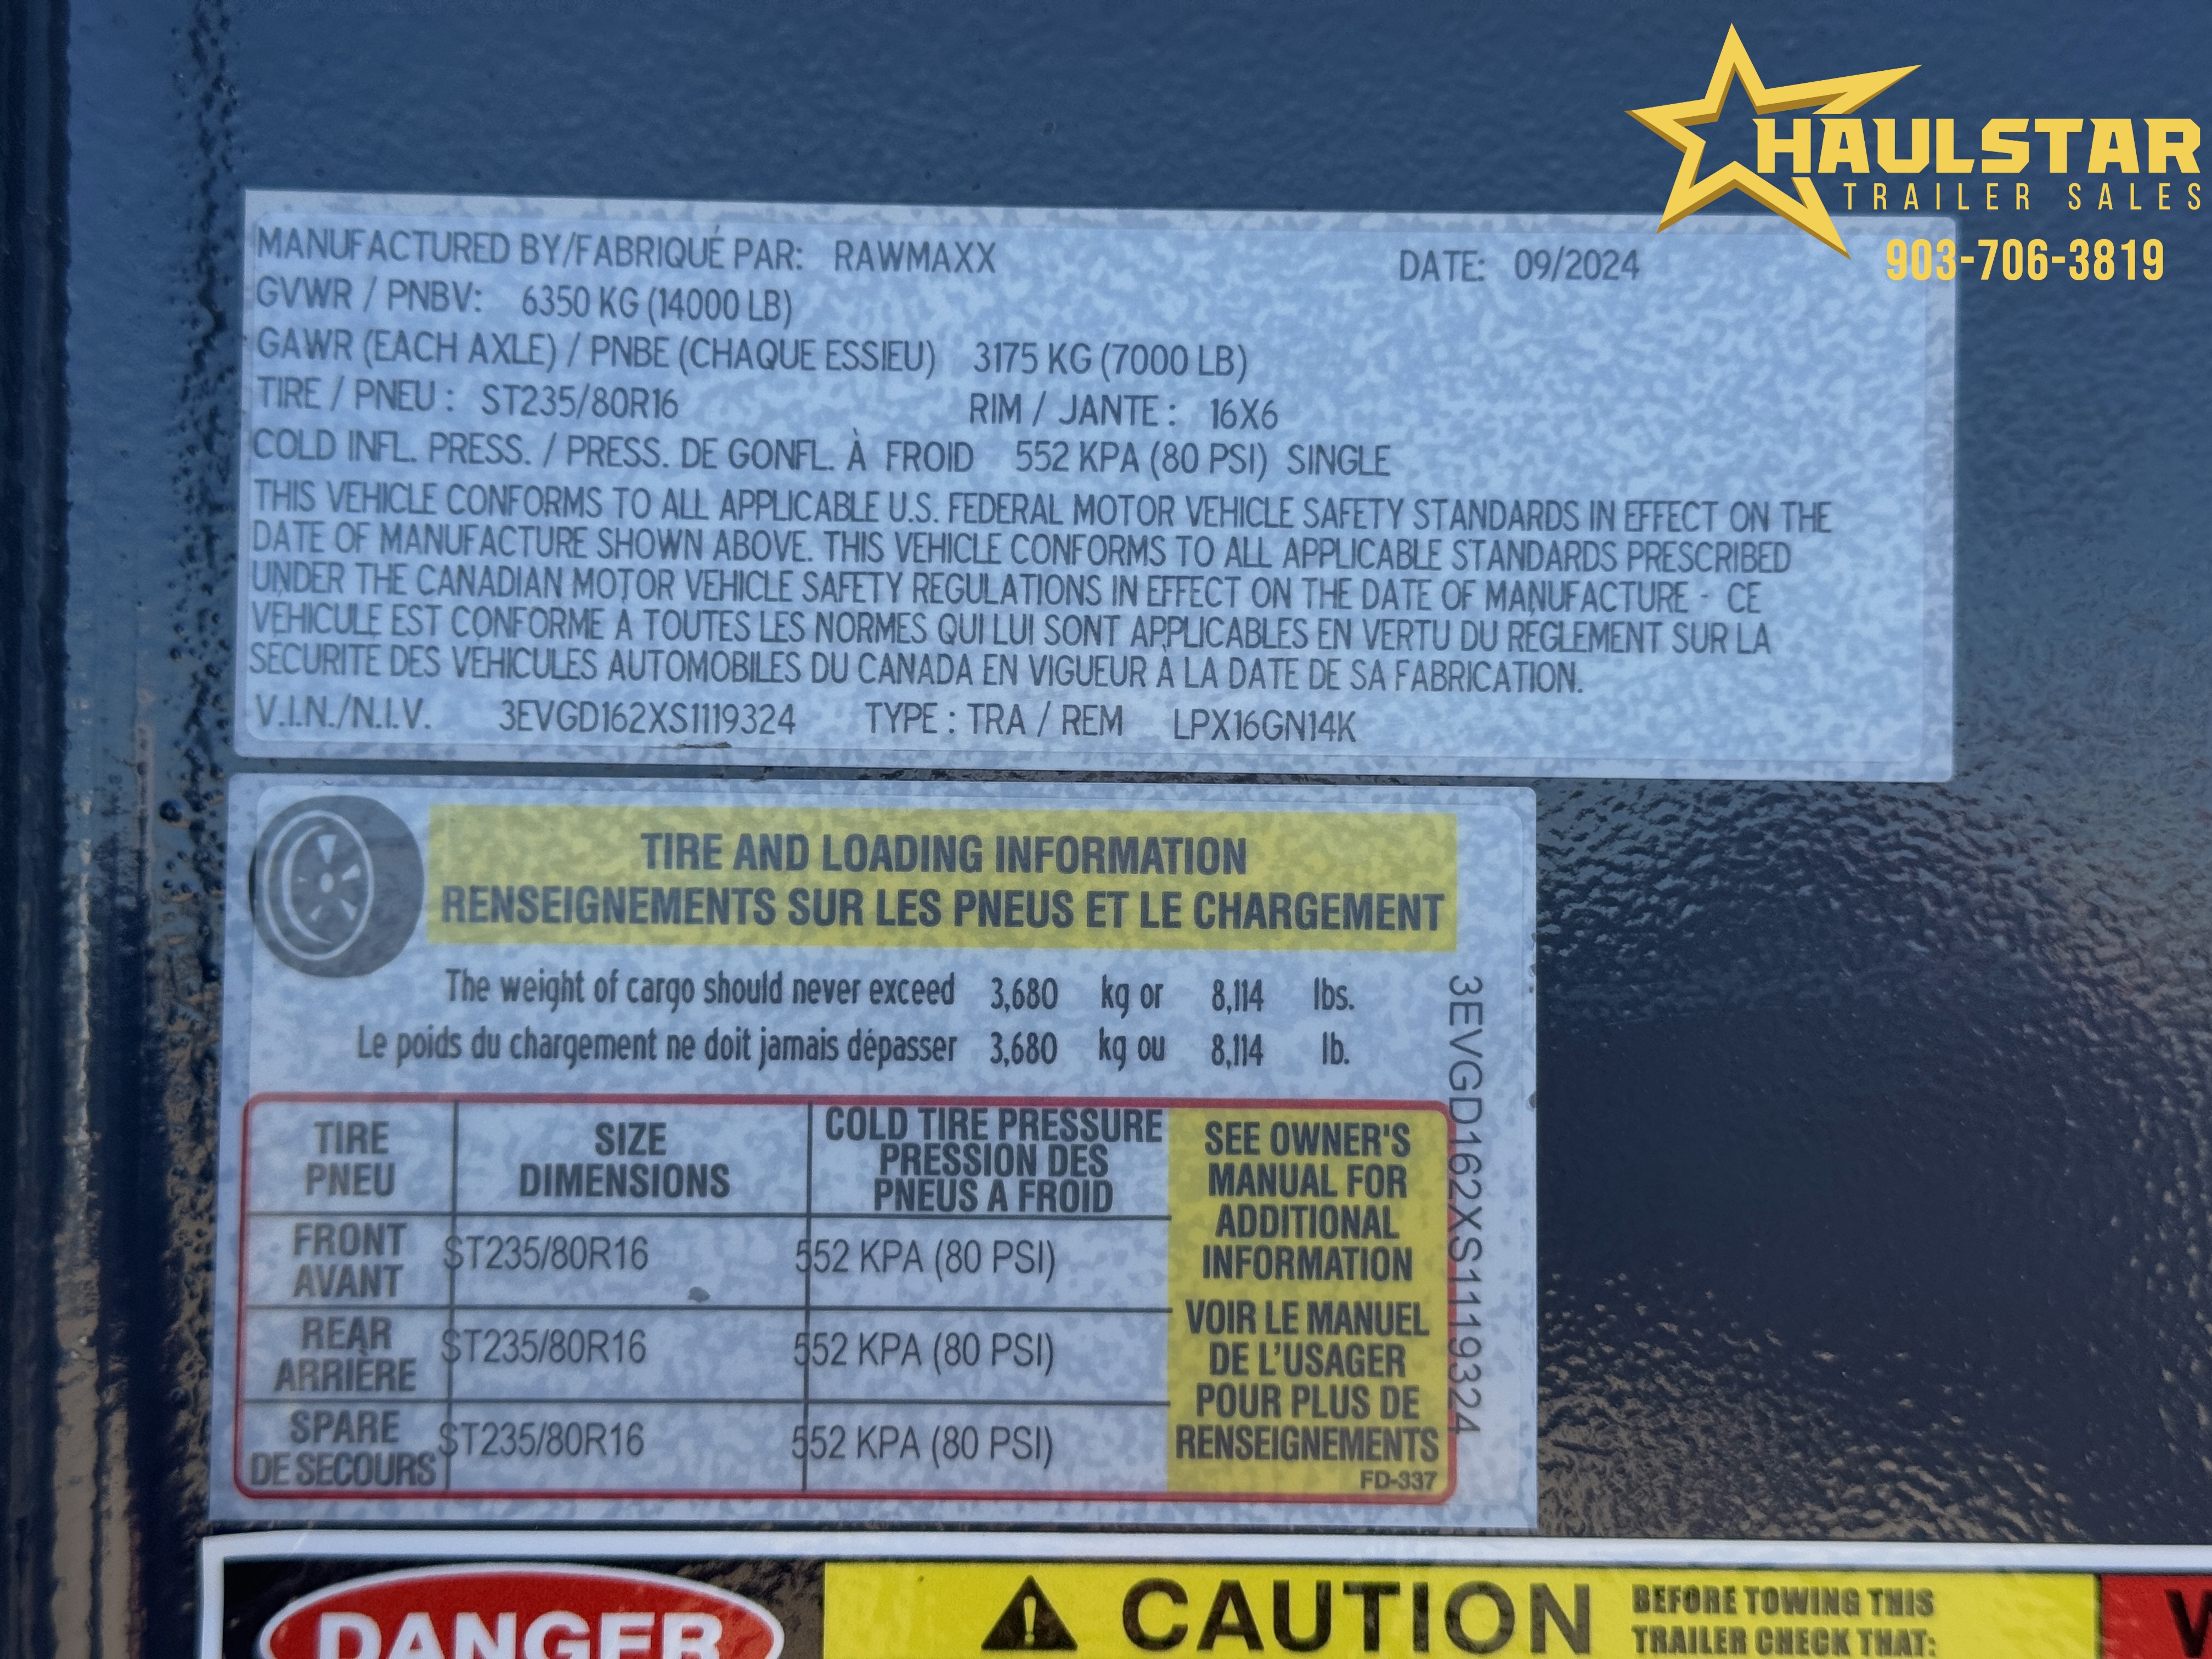 HAULSTAR
TRAILER SALES
903-706-3819
MANUFACTURED BY/FABRIQUÉ PAR: RAWMAXX DATE: 09/2024
GVWR / PNBV: 6350 KG (14000 LB)
GAWR (EACH AXLE) / PNBE (CHAQUE ESSIEU) 3175 KG (7000 LB)
TIRE / PNEU : ST235/80R16 RIM / JANTE : 16X6
COLD INFL. PRESS. / PRESS. DE GONFL. À FROID 552 KPA (80 PSI) SINGLE
THIS VEHICLE CONFORMS TO ALL APPLICABLE U.S. FEDERAL MOTOR VEHICLE SAFETY STANDARDS IN EFFECT ON THE
DATE OF MANUFACTURE SHOWN ABOVE. THIS VEHICLE CONFORMS TO ALL APPLICABLE STANDARDS PRESCRIBED
UNDER THE CANADIAN MOTOR VEHICLE SAFETY REGULATIONS IN EFFECT ON THE DATE OF MANUFACTURE - CE
VÉHICULE EST CONFORME À TOUTES LES NORMES QUI LUI SONT APPLICABLES EN VERTU DU RÈGLEMENT SUR LA
SÉCURITÉ DES VÉHICULES AUTOMOBILES DU CANADA EN VIGUEUR À LA DATE DE SA FABRICATION.
V.I.N./N.I.V. 3EVGD162XS1119324 TYPE : TRA / REM LPX16GN14K
TIRE AND LOADING INFORMATION
RENSEIGNEMENTS SUR LES PNEUS ET LE CHARGEMENT
The weight of cargo should never exceed 3,680 kg or 8,114 lbs.
Le poids du chargement ne doit jamais dépasser 3,680 kg ou 8,114 lb.
3EVGD162XS1119324
TIRE
PNEU
SIZE
DIMENSIONS
COLD TIRE PRESSURE
PRESSION DES
PNEUS A FROID
FRONT
AVANT
ST235/80R16
552 KPA (80 PSI)
REAR
ARRIÈRE
ST235/80R16
552 KPA (80 PSI)
SPARE
DE SECOURS
ST235/80R16
552 KPA (80 PSI)
SEE OWNER'S
MANUAL FOR
ADDITIONAL
INFORMATION
VOIR LE MANUEL
DE L'USAGER
POUR PLUS DE
RENSEIGNEMENTS
FD-337
DANGER
CAUTION
BEFORE TOWING THIS
TRAILER CHECK THAT: